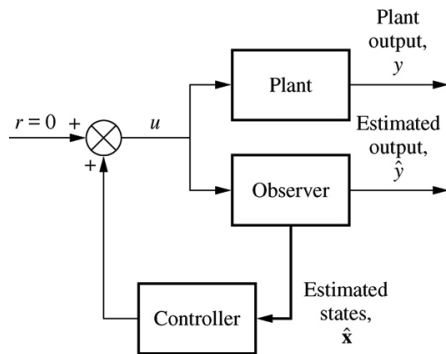 Plant
output,
y
Plant
r = 0
+
u
Estimated
output,
ŷ
+
Observer
Estimated
states,
x̂
Controller